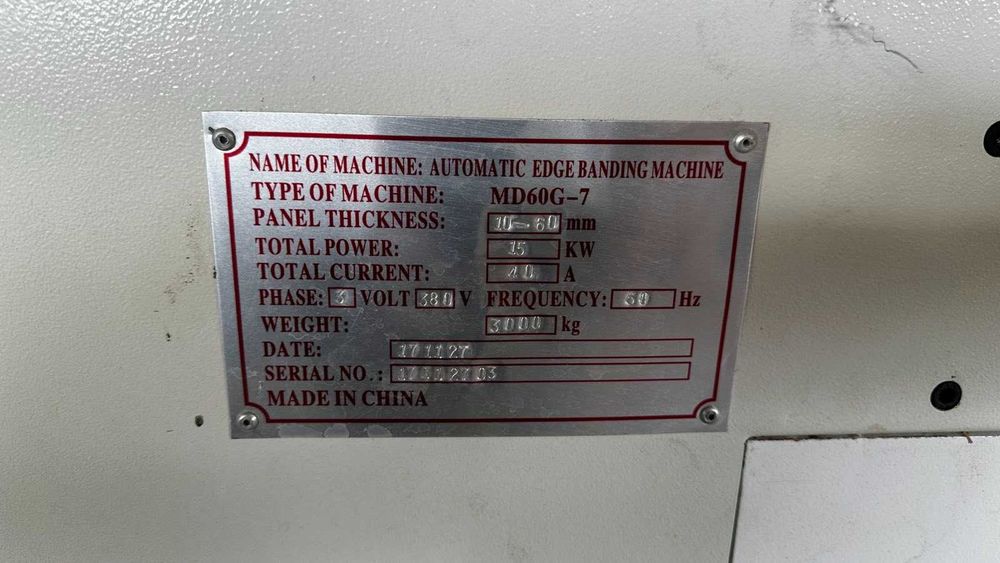 NAME OF MACHINE: AUTOMATIC EDGE BANDING MACHINE
TYPE OF MACHINE: MD60G-7
PANEL THICKNESS: 10-60 mm
TOTAL POWER: 15 KW
TOTAL CURRENT: 40 A
PHASE: 3 VOLT 380 V FREQUENCY: Hz
WEIGHT: 3000 kg
DATE: 171127
SERIAL NO.: 17112703
MADE IN CHINA